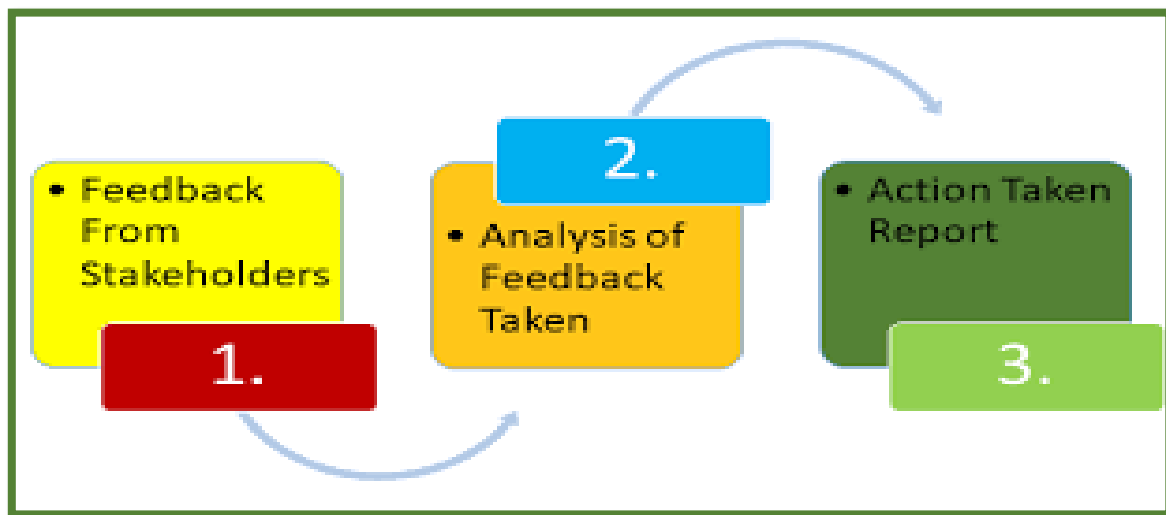 • Feedback
From
Stakeholders
1.
2.
• Analysis of
Feedback
Taken
• Action Taken
Report
3.